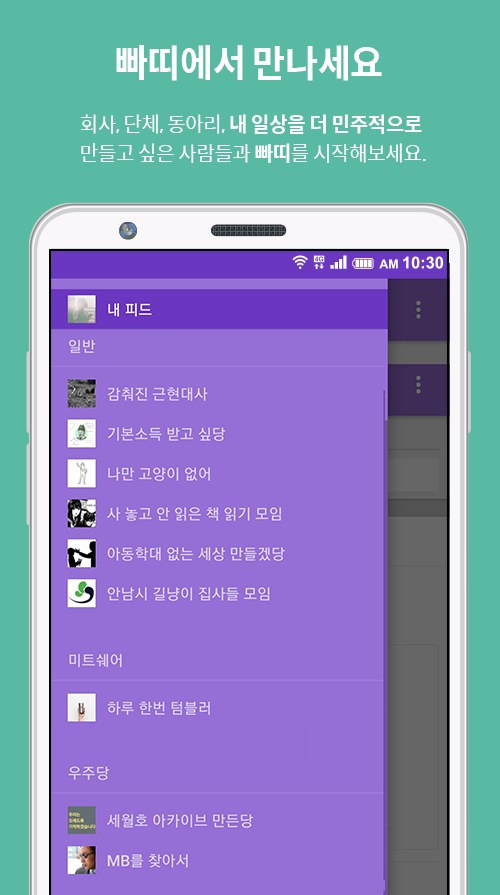 빠띠에서 만나세요
회사, 단체, 동아리, 내 일상을 더 민주적으로
만들고 싶은 사람들과 빠띠를 시작해보세요.
4G AM 10:30
내 피드
일반
감춰진 근현대사
기본소득 받고 싶당
나만 고양이 없어
사 놓고 안 읽은 책 읽기 모임
아동학대 없는 세상 만들겠당
안남시 길냥이 집사들 모임
미트쉐어
하루 한번 텀블러
우주당
세월호 아카이브 만든당
MB를 찾아서